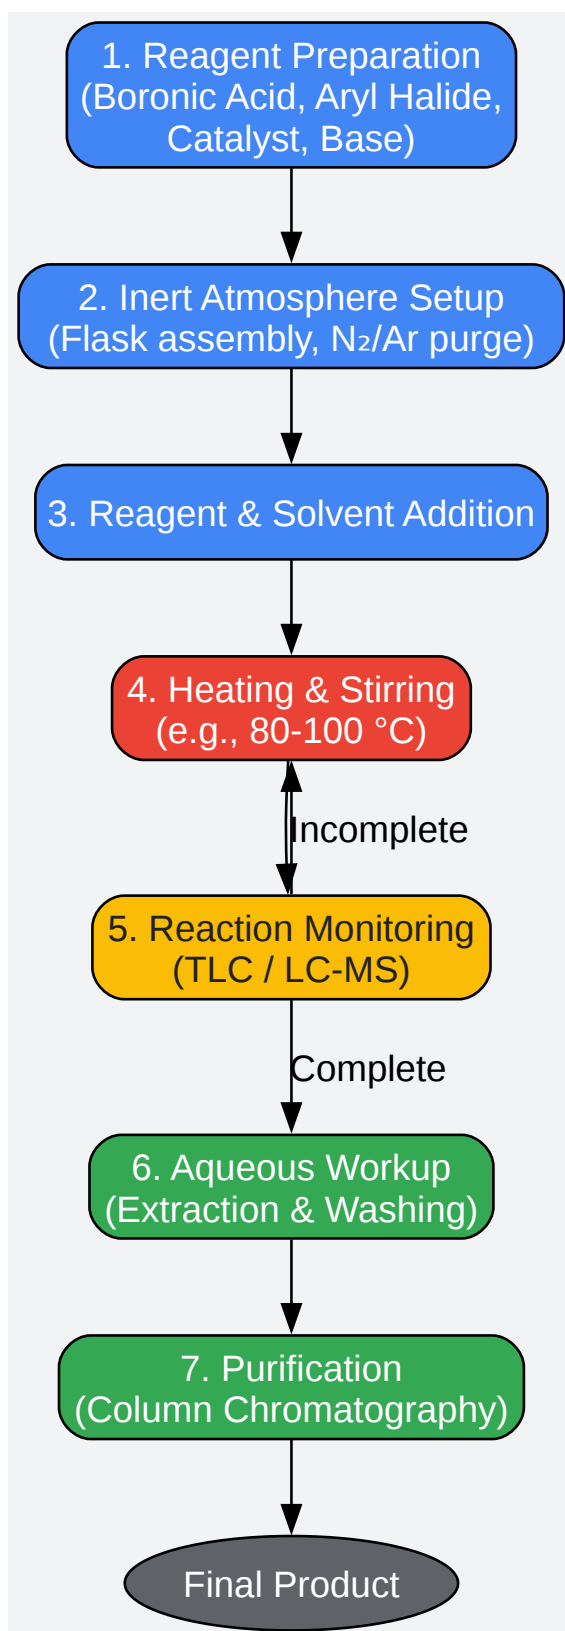 1. Reagent Preparation
(Boronic Acid, Aryl Halide,
Catalyst, Base)
2. Inert Atmosphere Setup
(Flask assembly, N₂/Ar purge)
3. Reagent & Solvent Addition
4. Heating & Stirring
(e.g., 80-100 °C)
Incomplete
5. Reaction Monitoring
(TLC / LC-MS)
Complete
6. Aqueous Workup
(Extraction & Washing)
7. Purification
(Column Chromatography)
Final Product